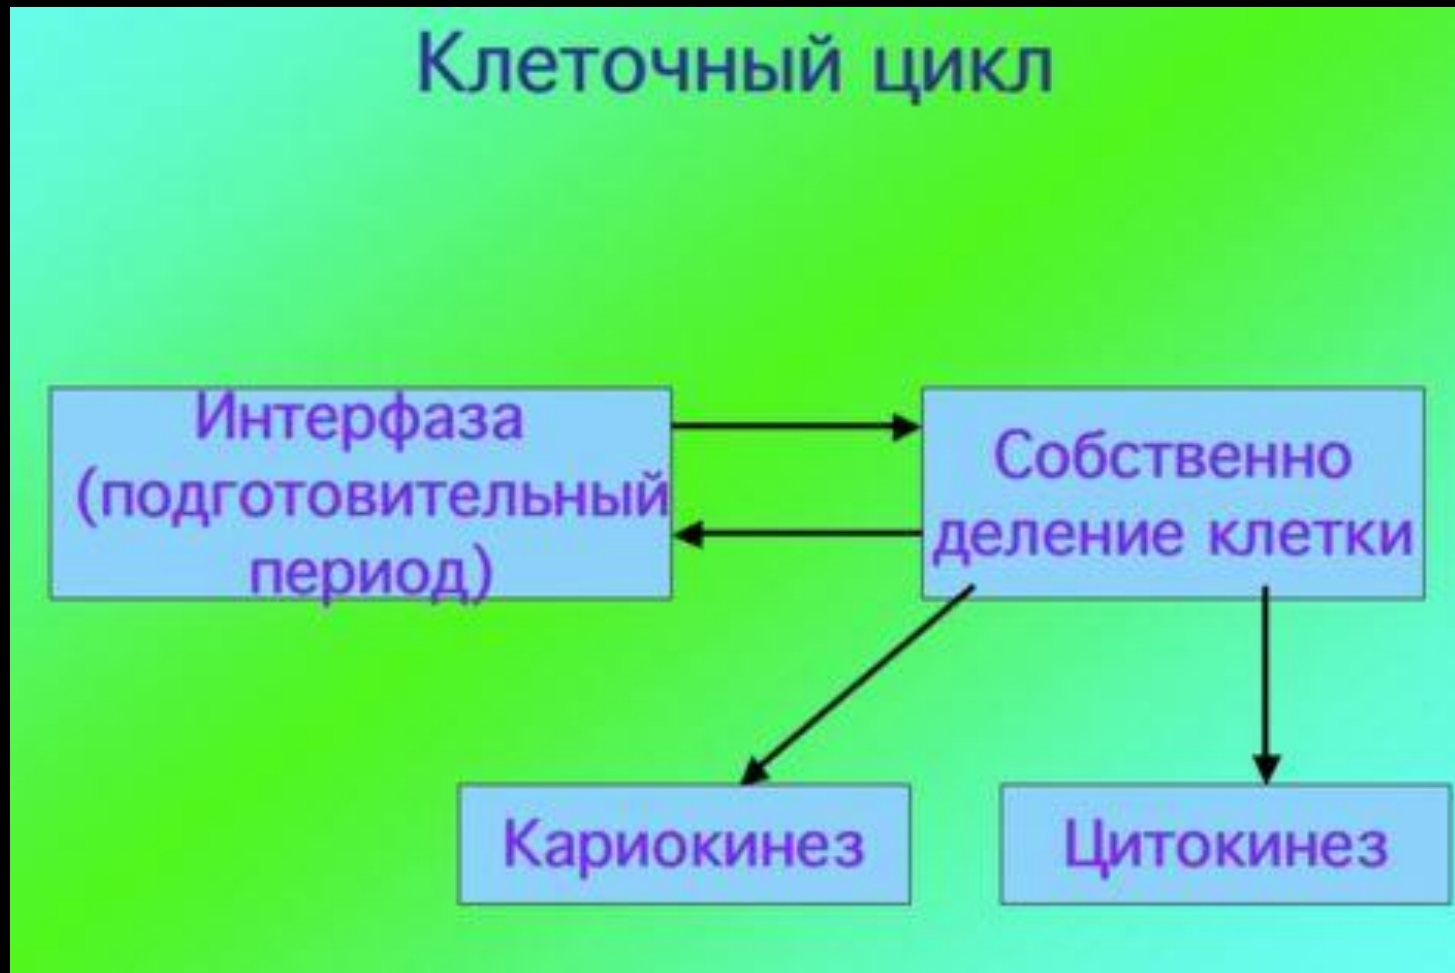 Клеточный цикл
Интерфаза
(подготовительный
период)
Собственно
деление клетки
Кариокинез
Цитокинез